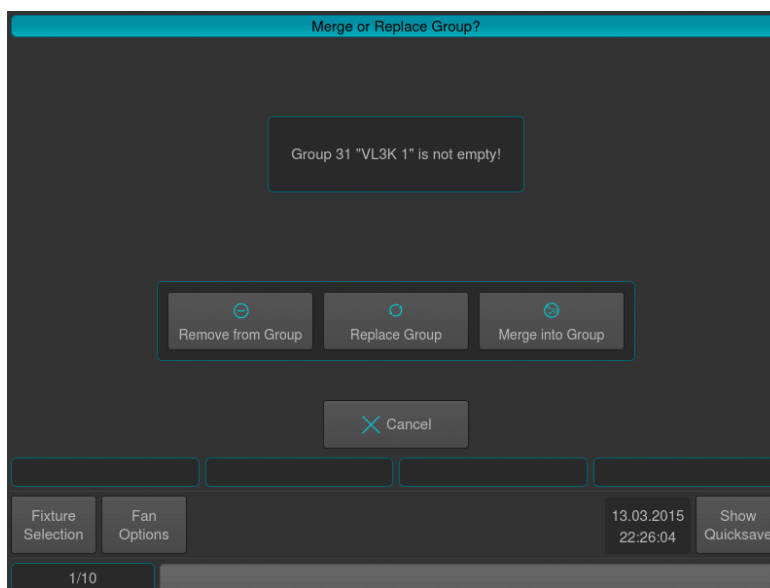 Merge or Replace Group?
Group 31 "VL3K 1" is not empty!
Remove from Group
Replace Group
Merge into Group
Cancel
Fixture
Selection
Fan
Options
13.03.2015
22:26:04
Show
Quicksave
1/10